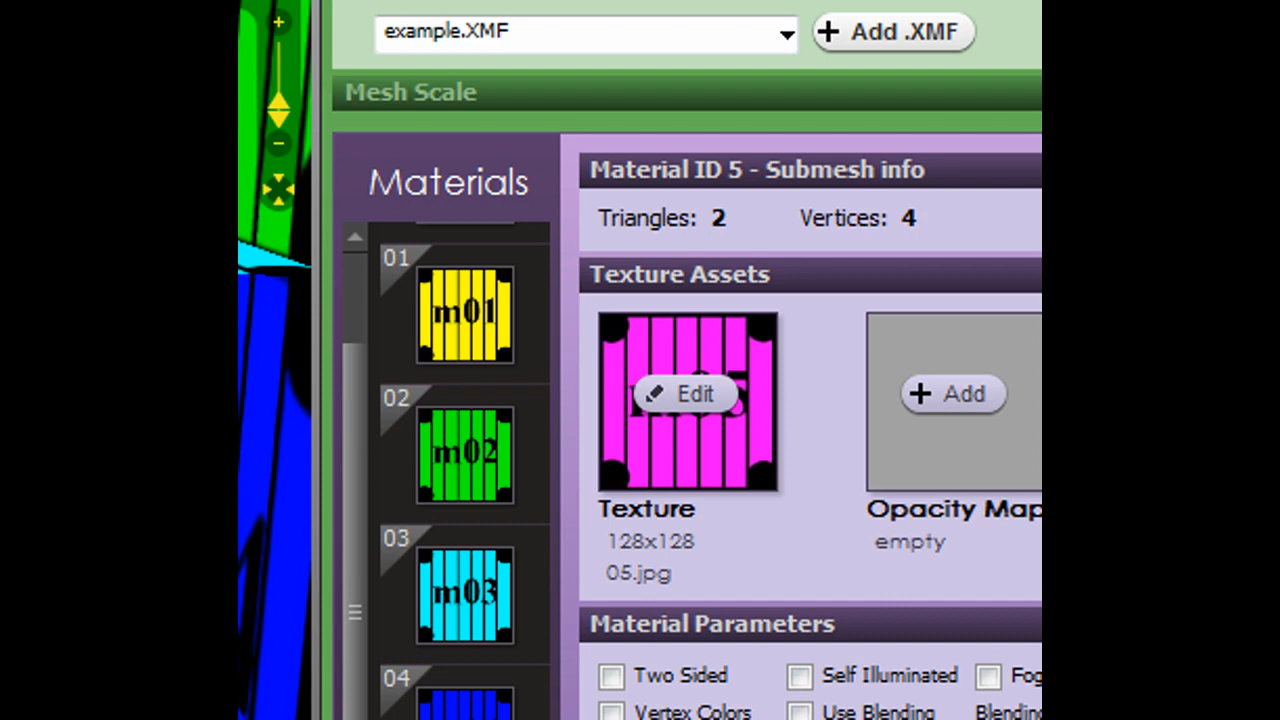 example.XMF
Add .XMF
Mesh Scale
Materials
01
m01
02
m02
03
m03
04
Material ID 5 - Submesh info
Triangles: 2 Vertices: 4
Texture Assets
Edit
Add
Texture
128x128
05.jpg
Opacity Map
empty
Material Parameters
Two Sided Self Illuminated Fog
Vertex Colors Use Blending Blending